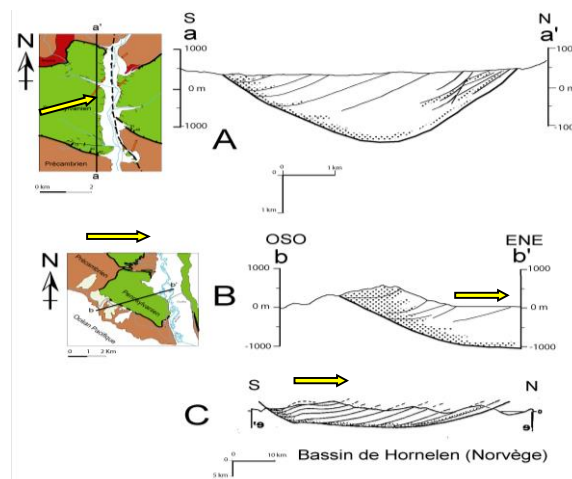 S
a
N
a'
N
a'
1000
0 m
-1000
1000
0 m
-1000
Précambrien
a
0 km 2
A
0 1 km
0
1 km
N
OSO
b
ENE
b'
Précambrien
Pennsylvanien
b
b'
Océan Pacifique
0 1 2 Km
B
1000
0 m
-1000
1000
0 m
-1000
S
N
C
0 10 km
5 km
Bassin de Hornelen (Norvège)